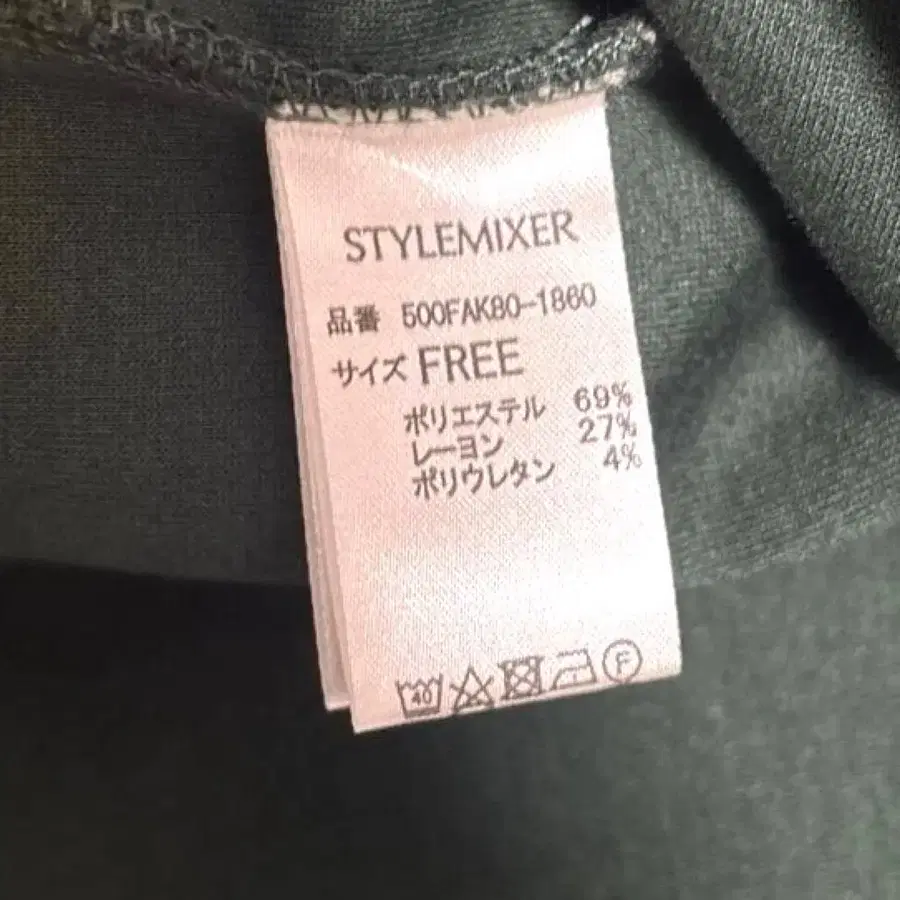 STYLEMIXER
品番 500FAK80-1860
サイズ FREE
ポリエステル 69%
レーヨン 27%
ポリウレタン 4%
40 F